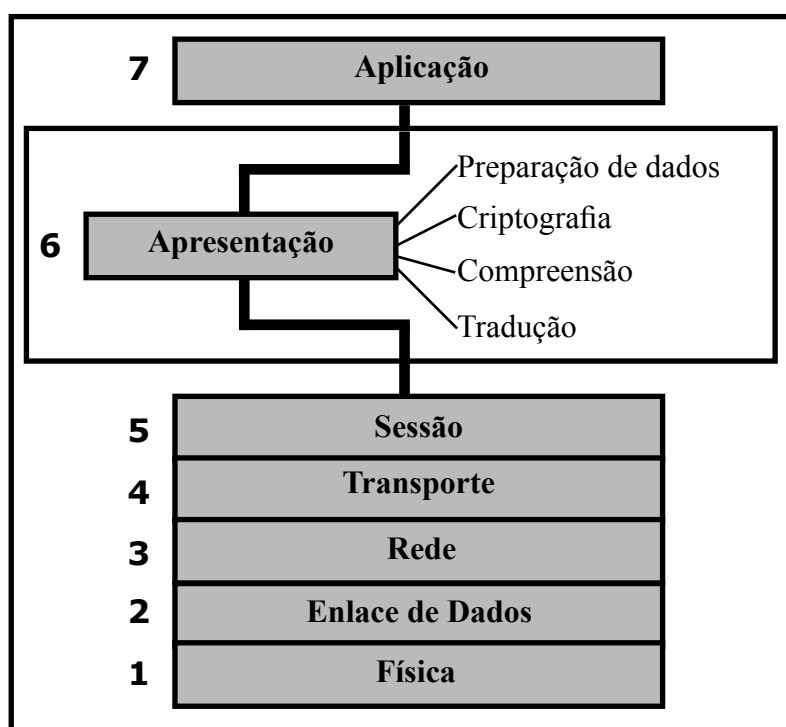 7 Aplicação
Preparação de dados
Criptografia
6 Apresentação
Compreensão
Tradução
5 Sessão
4 Transporte
3 Rede
2 Enlace de Dados
1 Física